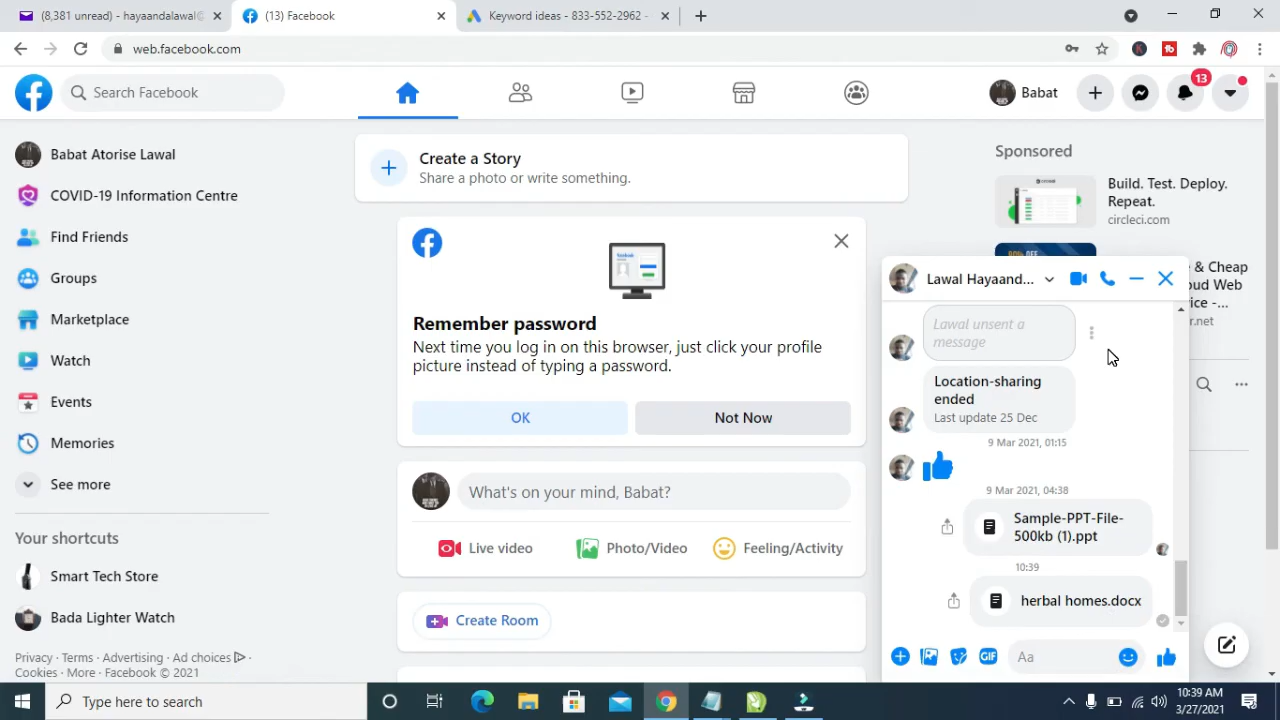 (8,381 unread) - hayaandalawal@
(13) Facebook
Keyword ideas - 833-552-2962 -
web.facebook.com
Search Facebook
Babat
13
Babat Atorise Lawal
COVID-19 Information Centre
Find Friends
Groups
Marketplace
Watch
Events
Memories
See more
Your shortcuts
Smart Tech Store
Bada Lighter Watch
Privacy · Terms · Advertising · Ad choices ·
Cookies · More · Facebook © 2021
Create a Story
Share a photo or write something.
Remember password
Next time you log in on this browser, just click your profile
picture instead of typing a password.
OK
Not Now
What's on your mind, Babat?
Live video
Photo/Video
Feeling/Activity
Create Room
Sponsored
Build. Test. Deploy.
Repeat.
circleci.com
& Cheap
oud Web
ice -...
r.net
Lawal Hayaand...
Lawal unsent a
message
Location-sharing
ended
Last update 25 Dec
9 Mar 2021, 01:15
9 Mar 2021, 04:38
Sample-PPT-File-
500kb (1).ppt
10:39
herbal homes.docx
GIF
Aa
Type here to search
10:39 AM
3/27/2021